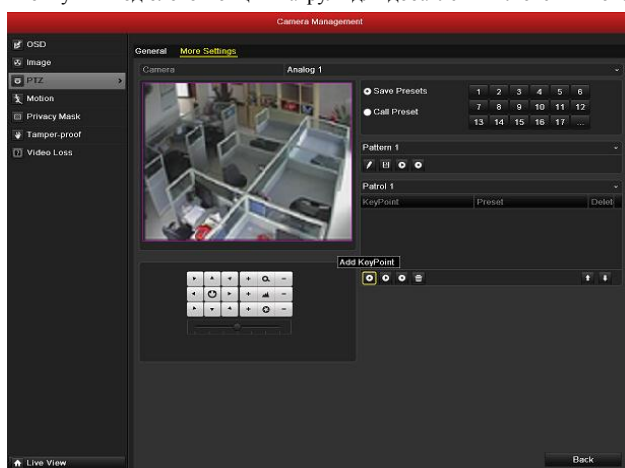 Camera Management
OSD
Image
PTZ
Motion
Privacy Mask
Tamper-proof
Video Loss
General More Settings
Camera Analog 1
Save Presets
Call Preset
1 2 3 4 5 6
7 8 9 10 11 12
13 14 15 16 17 ...
Pattern 1
Patrol 1
KeyPoint Preset Delet
Add KeyPoint
Live View
Back